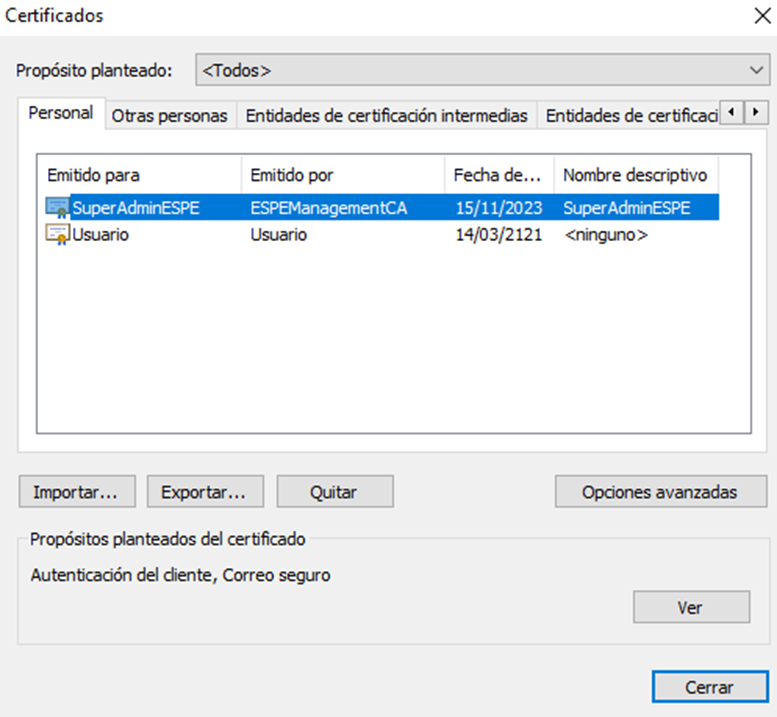 Certificados
Propósito planteado: <Todos>
Personal Otras personas Entidades de certificación intermedias Entidades de certificaci
Emitido para Emitido por Fecha de... Nombre descriptivo
SuperAdminESPE ESPEManagementCA 15/11/2023 SuperAdminESPE
Usuario Usuario 14/03/2121 <ninguno>
Importar... Exportar... Quitar Opciones avanzadas
Propósitos planteados del certificado
Autenticación del cliente, Correo seguro
Ver
Cerrar